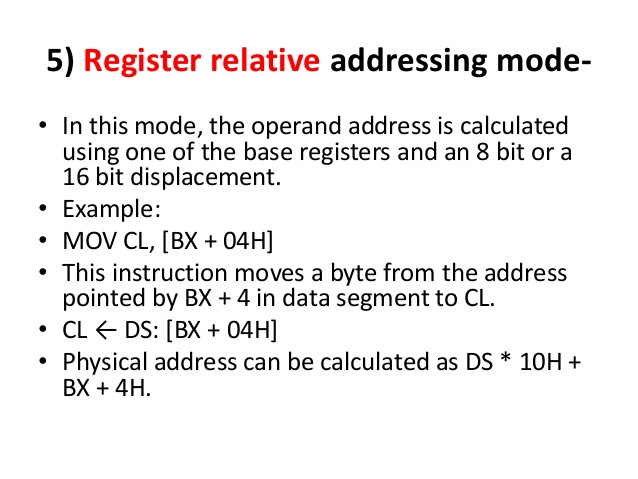 5) Register relative addressing mode-
• In this mode, the operand address is calculated
using one of the base registers and an 8 bit or a
16 bit displacement.
• Example:
• MOV CL, [BX + 04H]
• This instruction moves a byte from the address
pointed by BX + 4 in data segment to CL.
• CL ← DS: [BX + 04H]
• Physical address can be calculated as DS * 10H +
BX + 4H.